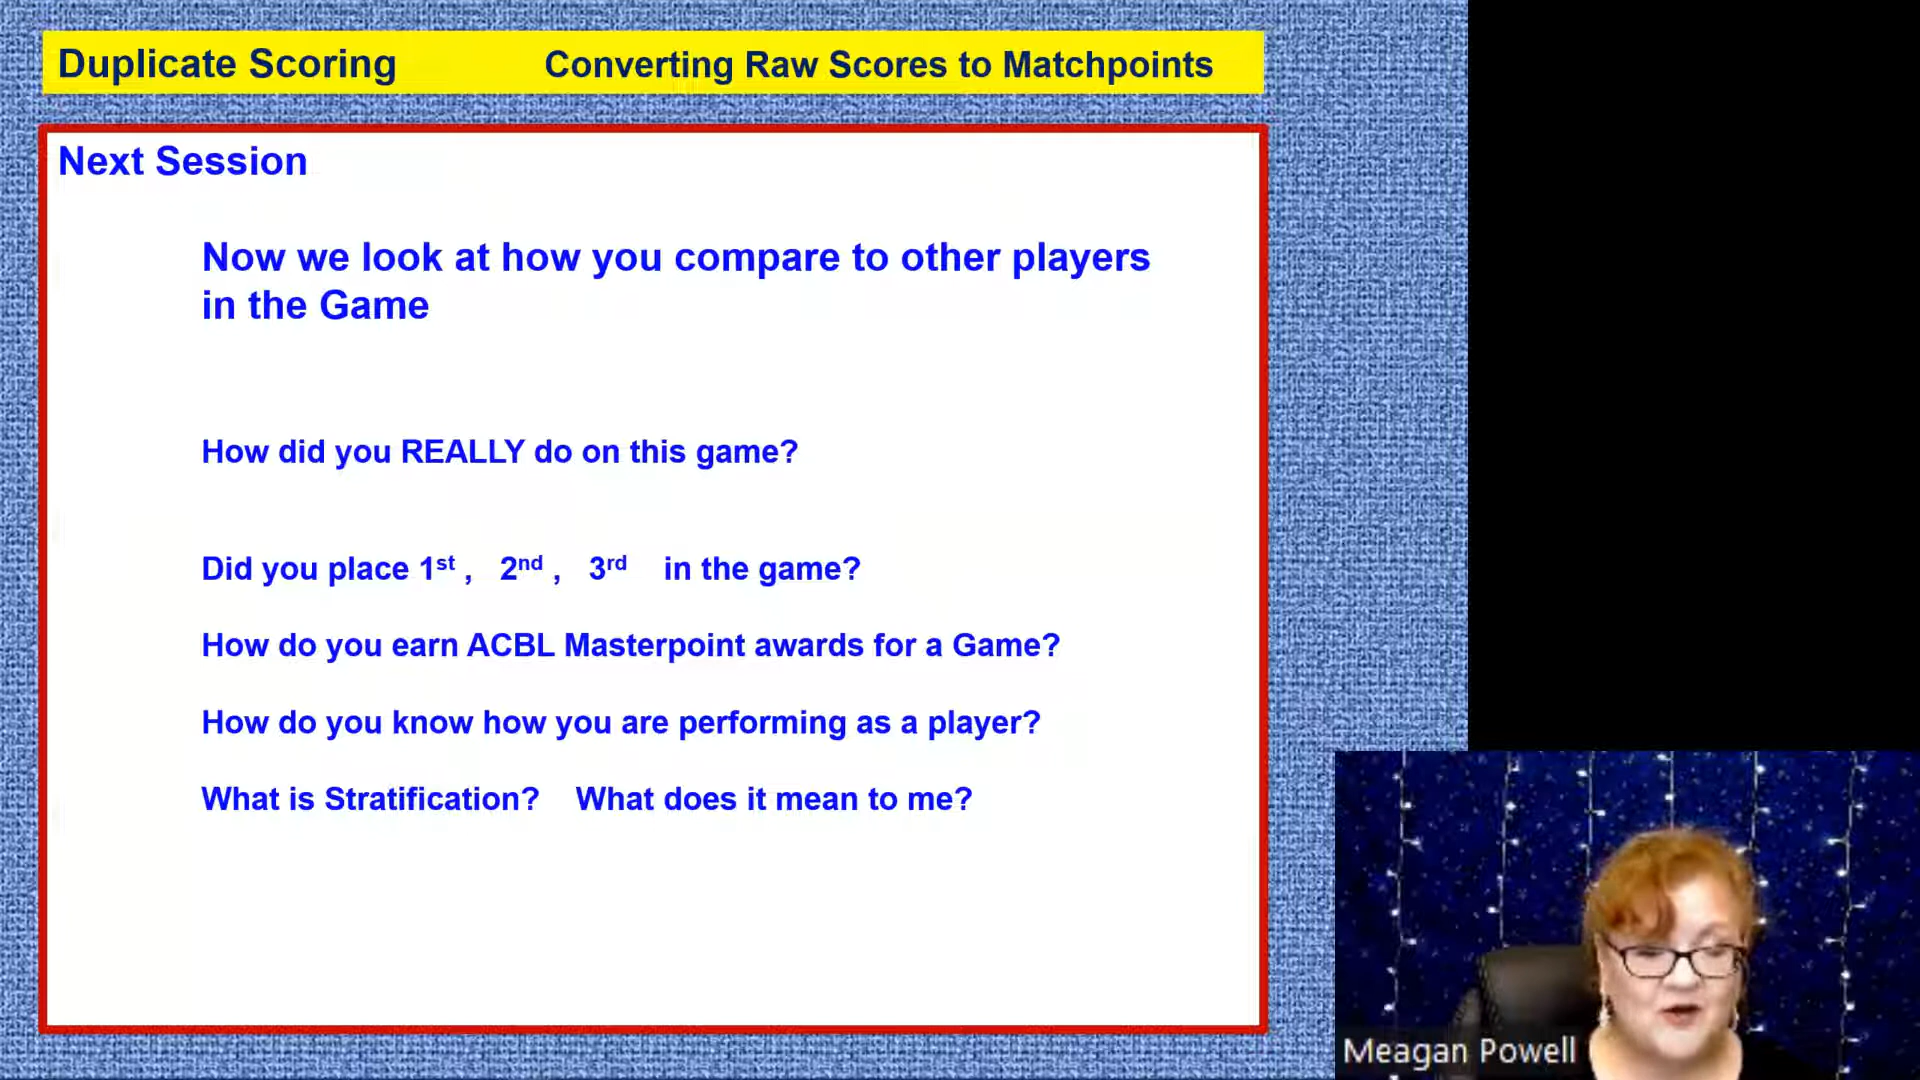 Duplicate Scoring Converting Raw Scores to Matchpoints
Next Session
Now we look at how you compare to other players
in the Game
How did you REALLY do on this game?
Did you place 1st , 2nd , 3rd in the game?
How do you earn ACBL Masterpoint awards for a Game?
How do you know how you are performing as a player?
What is Stratification? What does it mean to me?
Meagan Powell